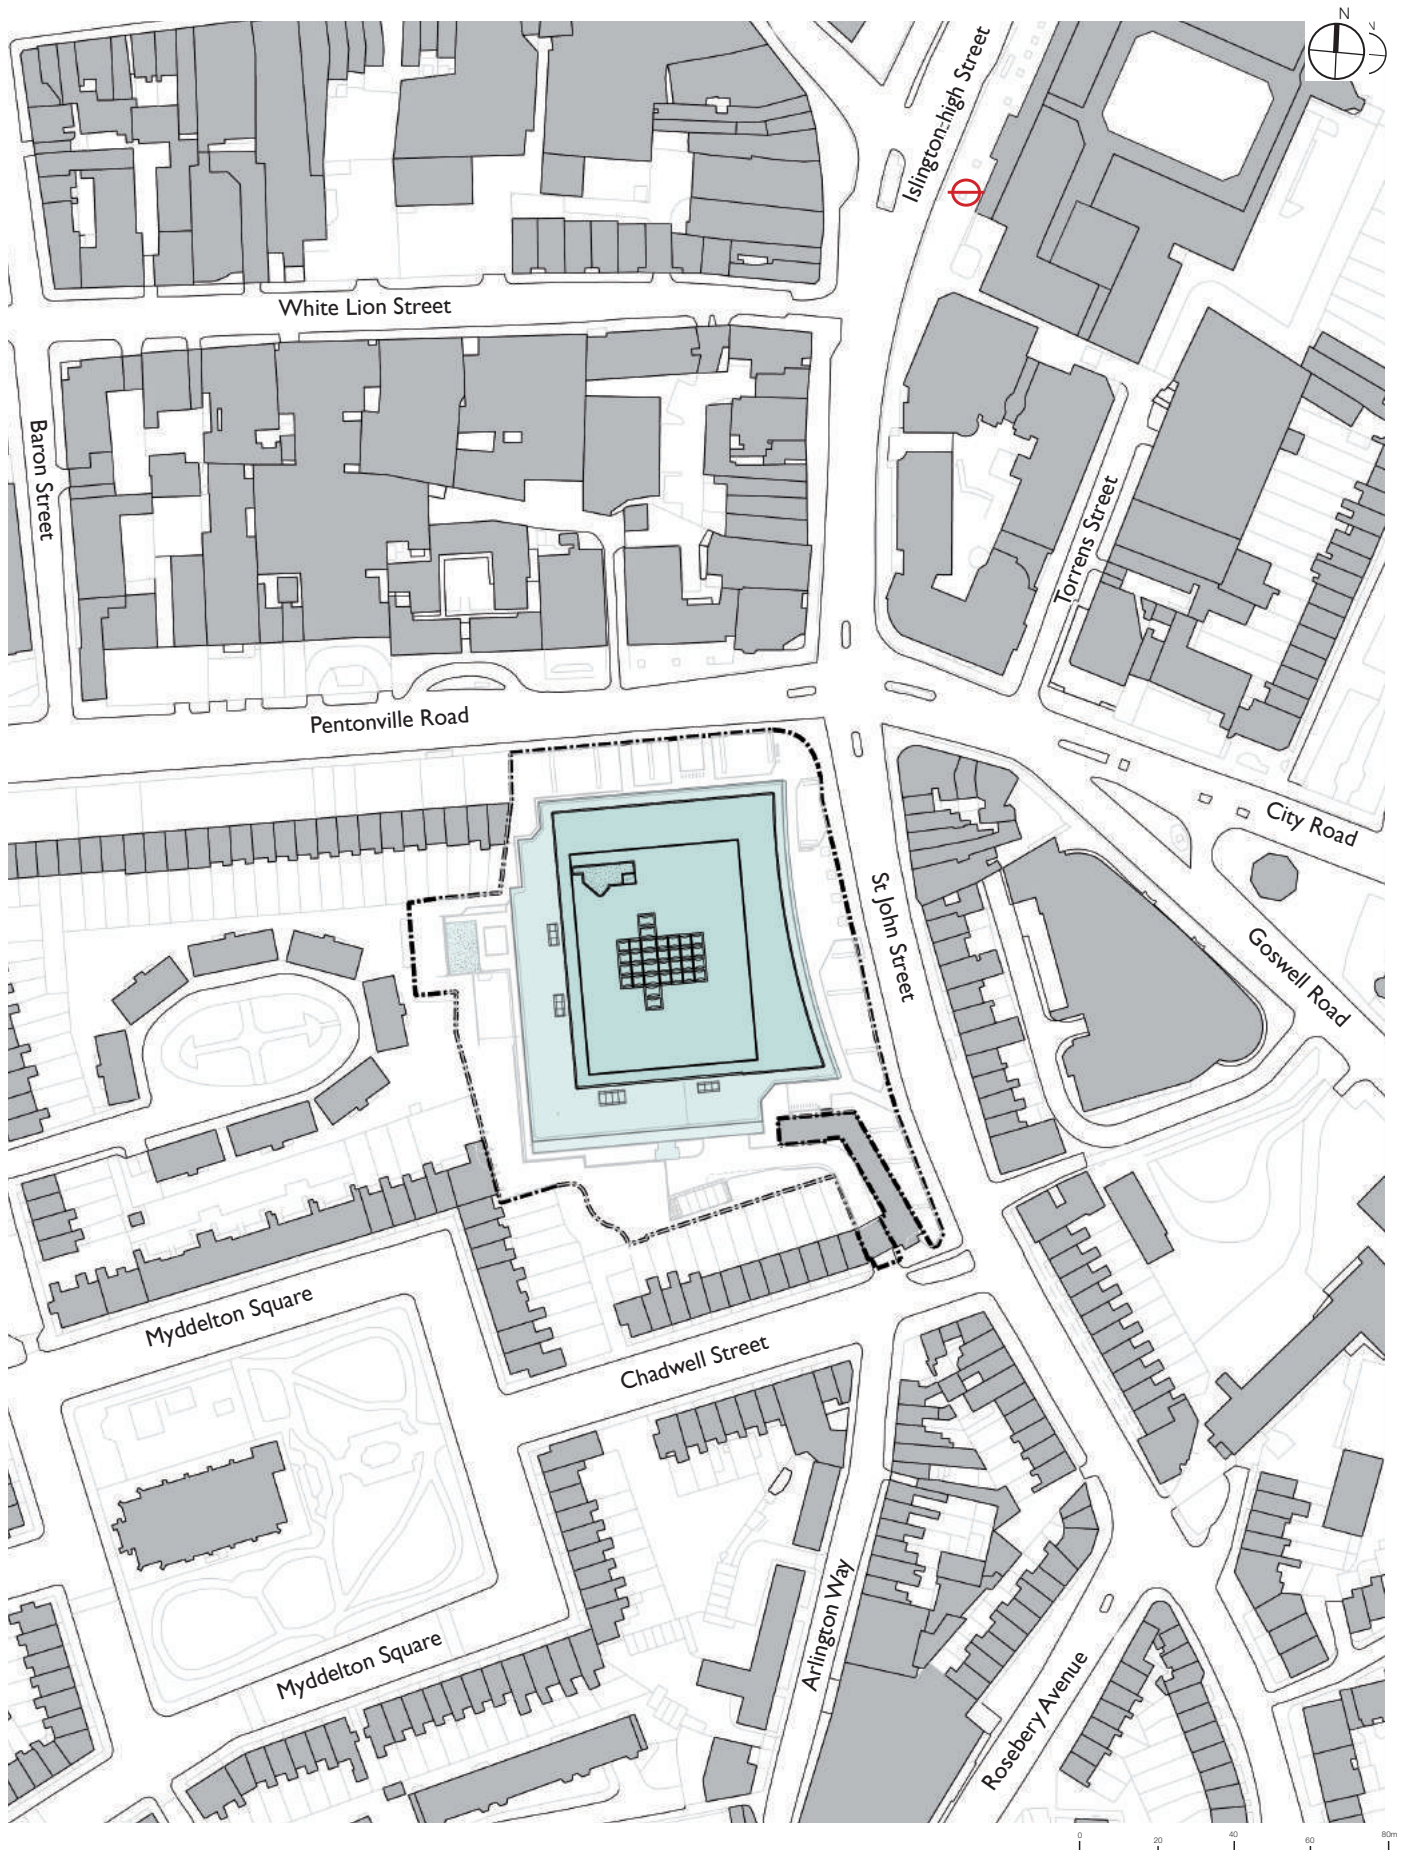 N
N
Islington-high Street
White Lion Street
Baron Street
Torrens Street
Pentonville Road
City Road
St John Street
Goswell Road
Myddelton Square
Chadwell Street
Arlington Way
Myddelton Square
Rosebery Avenue
0 20 40 60 80m